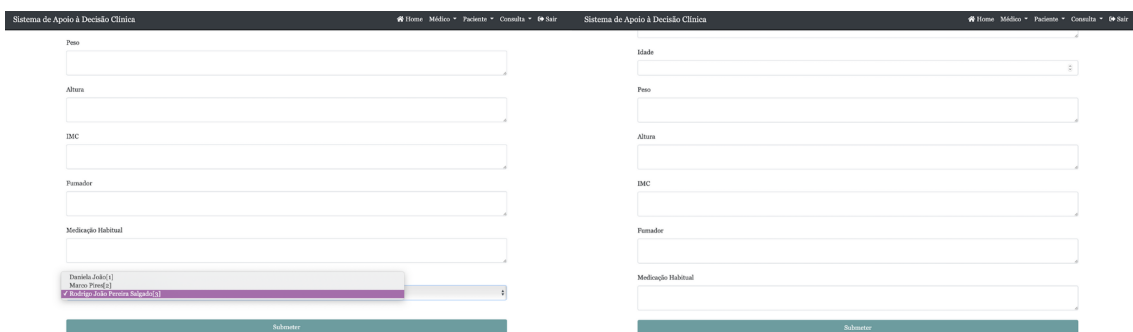 Sistema de Apoio à Decisão Clínica
Home Médico Paciente Consulta Sair
Peso
Altura
IMC
Fumador
Medicação Habitual
Daniela João[1]
Marco Pires[2]
✓ Rodrigo João Pereira Salgado[3]
Submeter
Sistema de Apoio à Decisão Clínica
Home Médico Paciente Consulta Sair
Idade
Peso
Altura
IMC
Fumador
Medicação Habitual
Submeter